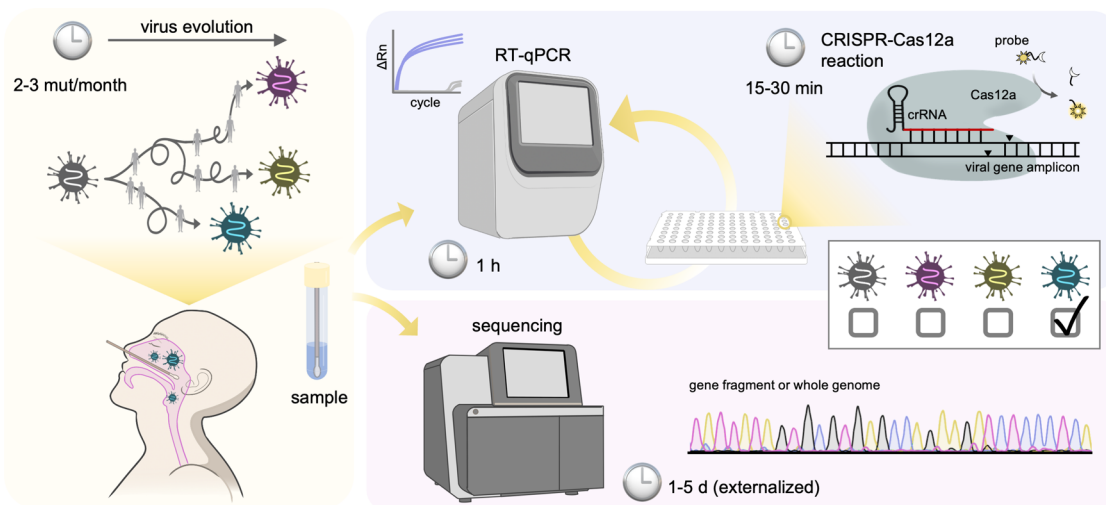 virus evolution
2-3 mut/month
sample
ΔRn
cycle
RT-qPCR
1 h
CRISPR-Cas12a
reaction
15-30 min
probe
Cas12a
crRNA
viral gene amplicon
sequencing
gene fragment or whole genome
1-5 d (externalized)